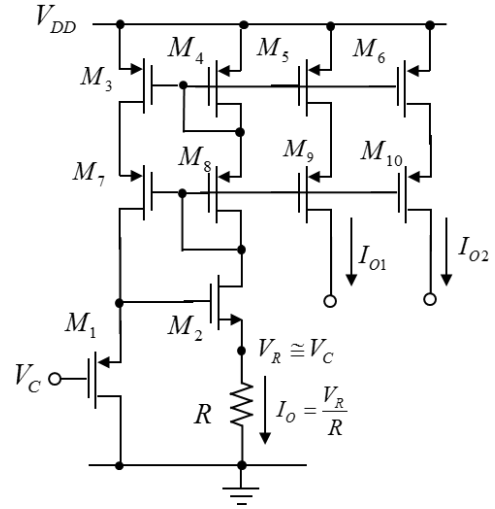 V_DD
M_3
M_4
M_5
M_6
M_7
M_8
M_9
M_10
I_O1
I_O2
M_1
M_2
V_R ≅ V_C
V_C
R
I_O = V_R/R